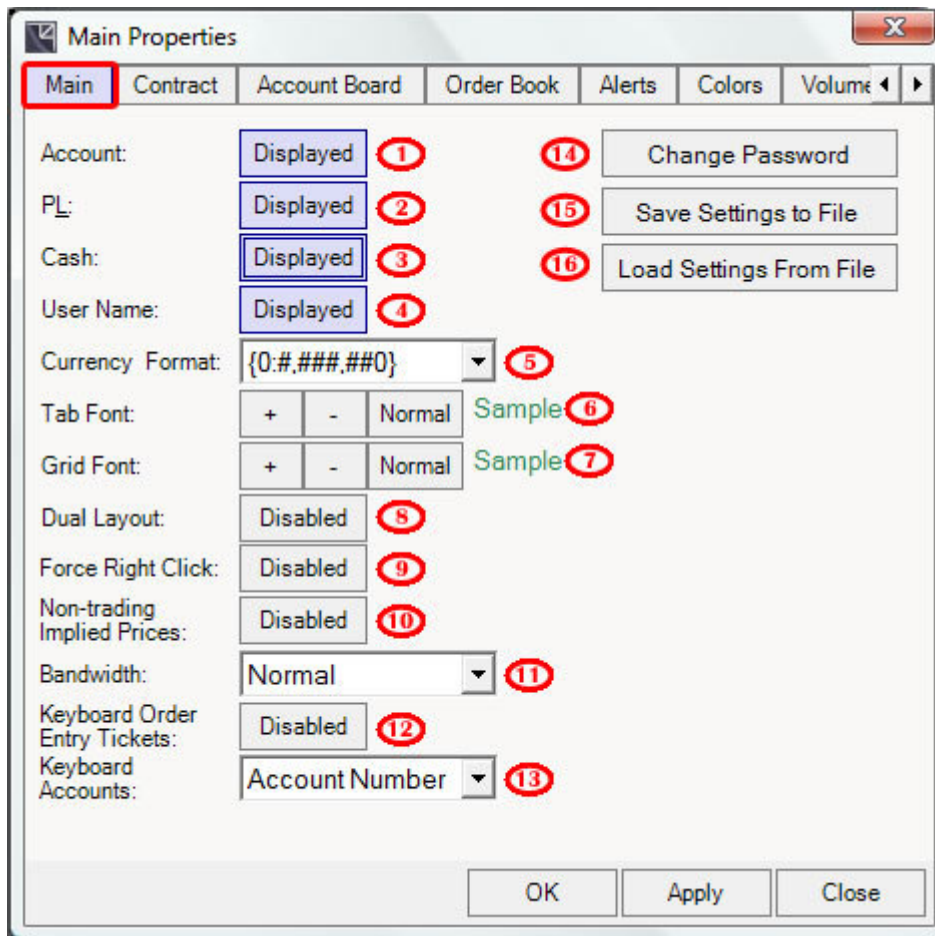 Main Properties
Main Contract Account Board Order Book Alerts Colors Volume
Account: Displayed 1 14 Change Password
PL: Displayed 2 15 Save Settings to File
Cash: Displayed 3 16 Load Settings From File
User Name: Displayed 4
Currency Format: {0:#,###,##0} 5
Tab Font: + - Normal Sample 6
Grid Font: + - Normal Sample 7
Dual Layout: Disabled 8
Force Right Click: Disabled 9
Non-trading
Implied Prices: Disabled 10
Bandwidth: Normal 11
Keyboard Order
Entry Tickets: Disabled 12
Keyboard
Accounts: Account Number 13
OK Apply Close